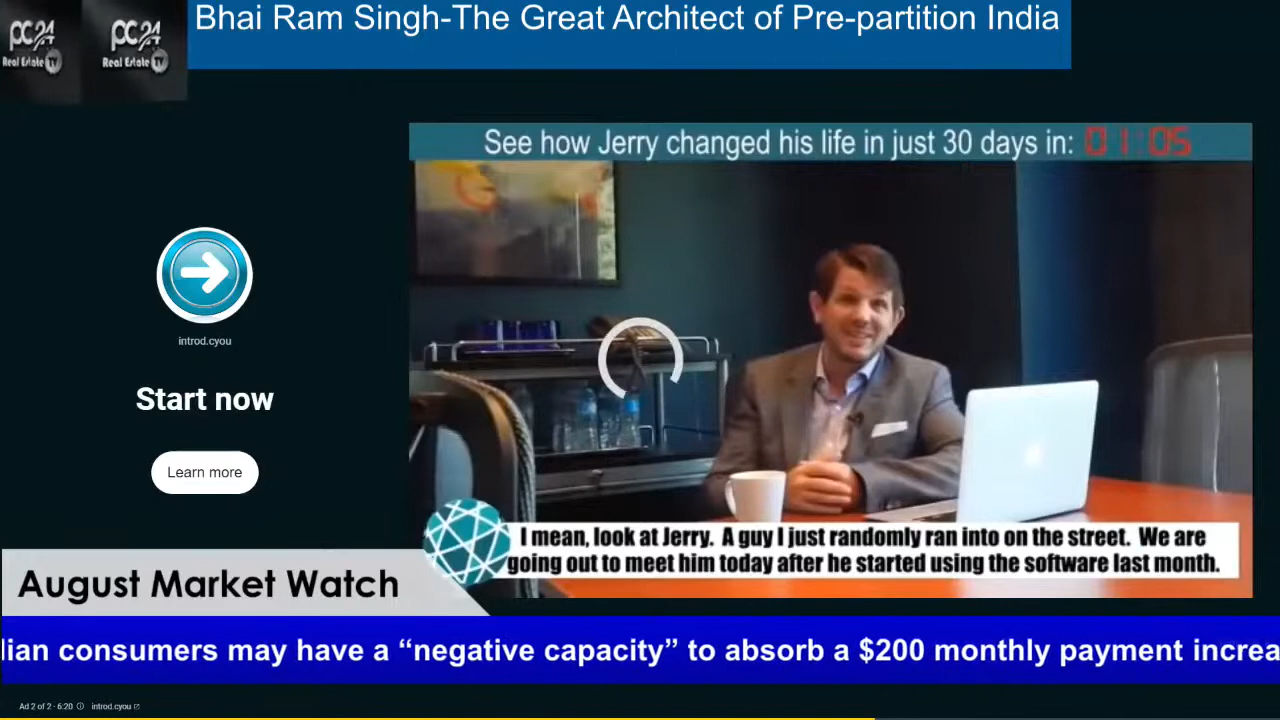 Bhai Ram Singh-The Great Architect of Pre-partition India
PC24
Real Estate TV
PC24
Real Estate TV
See how Jerry changed his life in just 30 days in: 01:05
introd.cyou
Start now
Learn more
I mean, look at Jerry. A guy I just randomly ran into on the street. We are
going out to meet him today after he started using the software last month.
August Market Watch
lian consumers may have a “negative capacity” to absorb a $200 monthly payment increa
Ad 2 of 2 · 6:20 introd.cyou